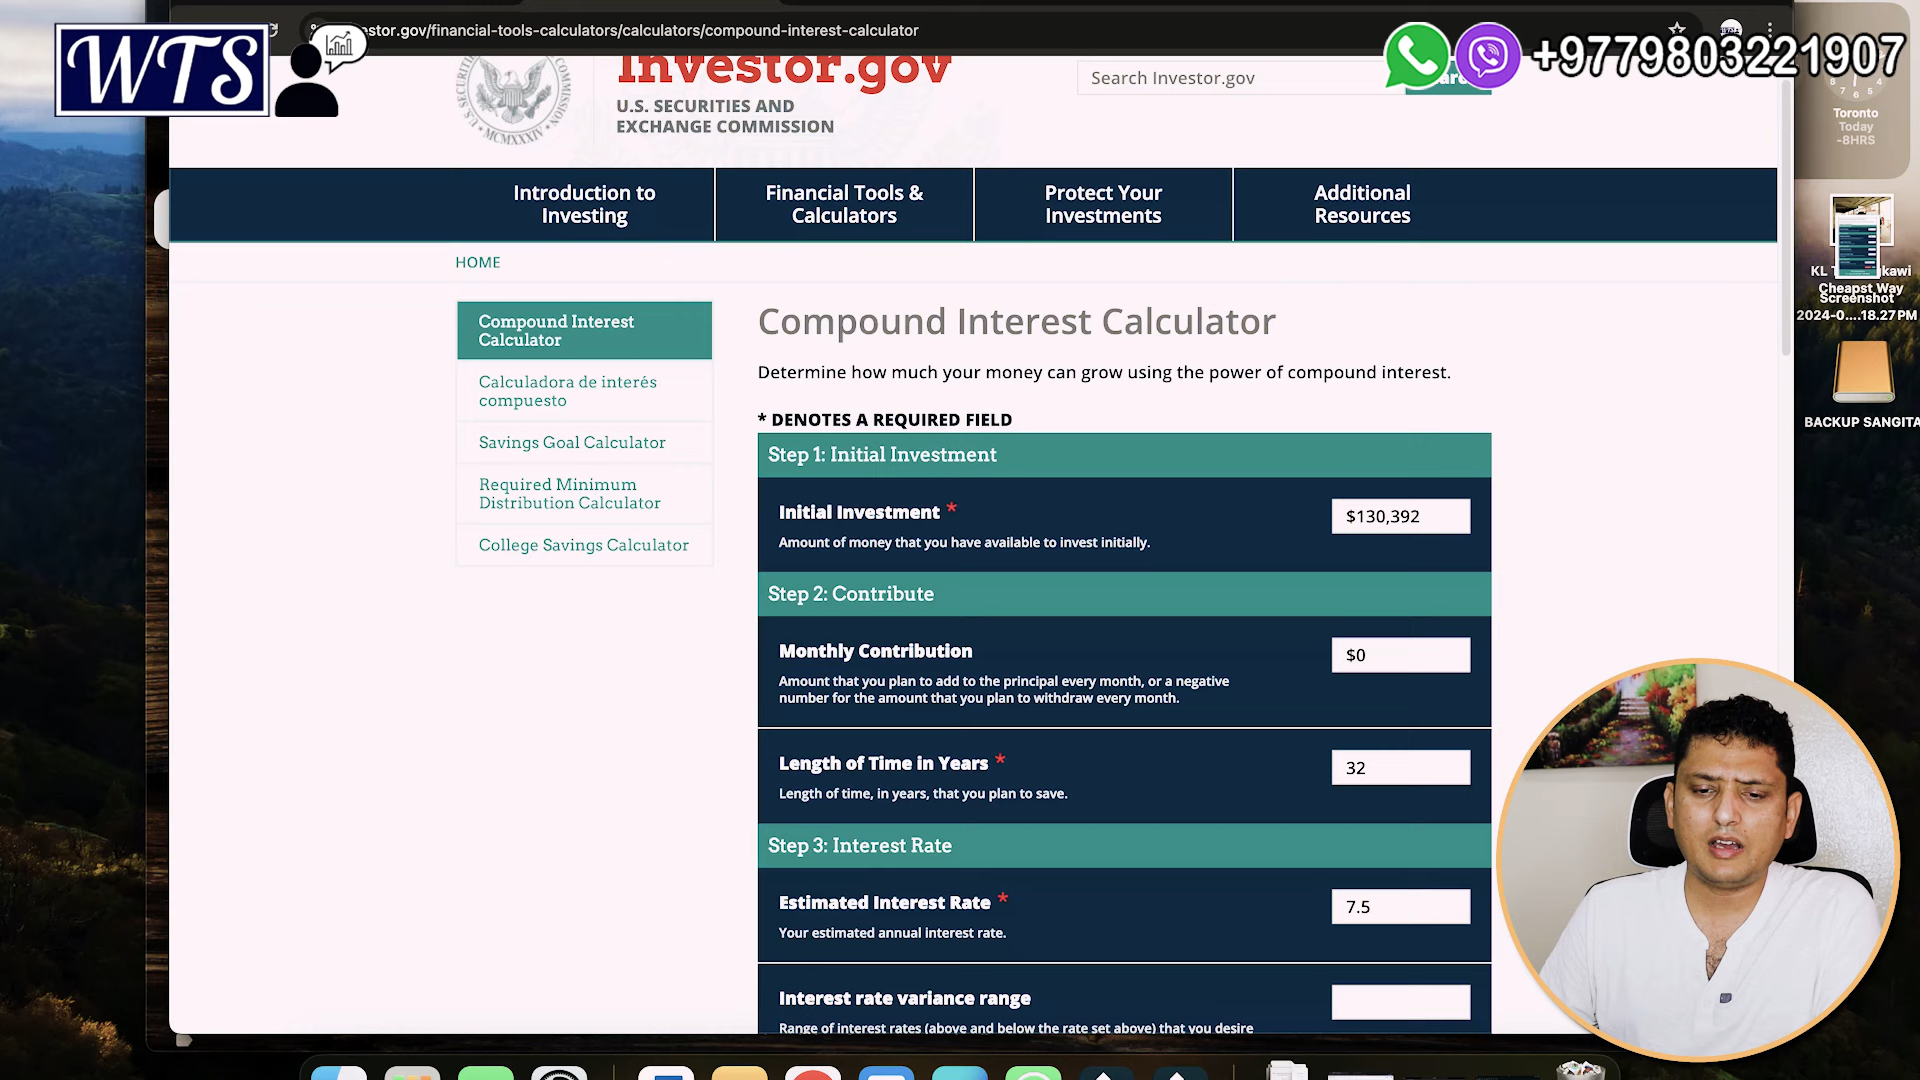 WTS
stor.gov/financial-tools-calculators/calculators/compound-interest-calculator
+9779803221907
Investor.gov
U.S. SECURITIES AND
EXCHANGE COMMISSION
MCMXXXIV
Search Investor.gov
8 7 6 5 4
Toronto
Today
-8HRS
Introduction to
Investing
Financial Tools &
Calculators
Protect Your
Investments
Additional
Resources
HOME
Compound Interest
Calculator
Calculadora de interés
compuesto
Savings Goal Calculator
Required Minimum
Distribution Calculator
College Savings Calculator
Compound Interest Calculator
Determine how much your money can grow using the power of compound interest.
* DENOTES A REQUIRED FIELD
Step 1: Initial Investment
Initial Investment *
$130,392
Amount of money that you have available to invest initially.
Step 2: Contribute
Monthly Contribution
$0
Amount that you plan to add to the principal every month, or a negative
number for the amount that you plan to withdraw every month.
Length of Time in Years *
32
Length of time, in years, that you plan to save.
Step 3: Interest Rate
Estimated Interest Rate *
7.5
Your estimated annual interest rate.
Interest rate variance range
Range of interest rates (above and below the rate set above) that you desire
KL
Cheapst Way
Screenshot
2024-0....18.27 PM
BACKUP SANGITA